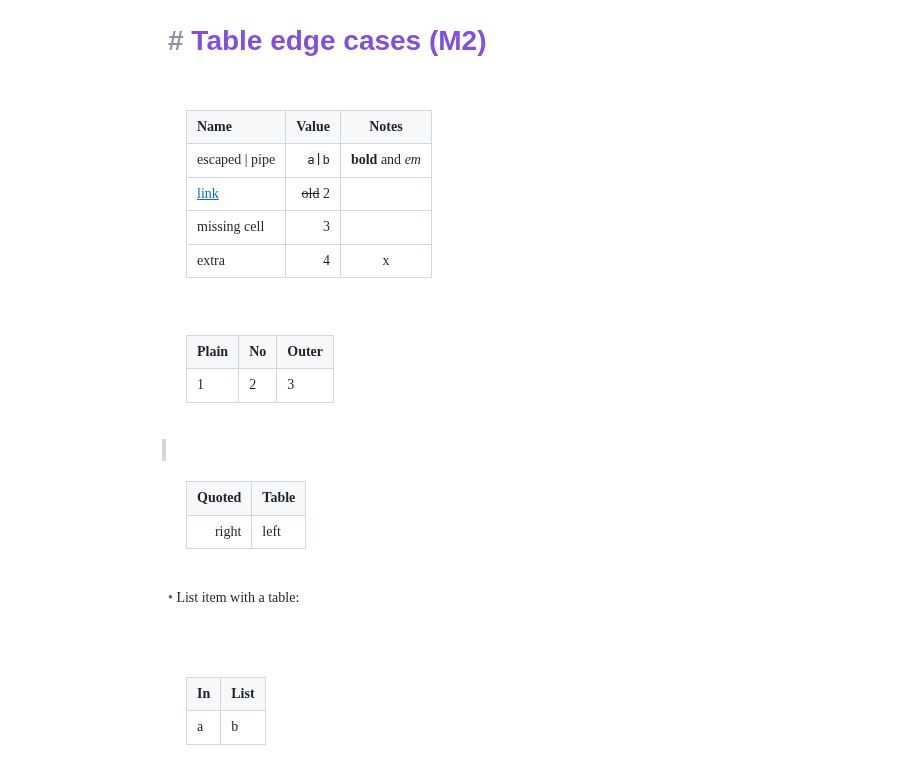 # Table edge cases (M2)
Name Value Notes
escaped | pipe a|b bold and em
link old 2
missing cell 3
extra 4 x
Plain No Outer
1 2 3
Quoted Table
right left
• List item with a table:
In List
a b